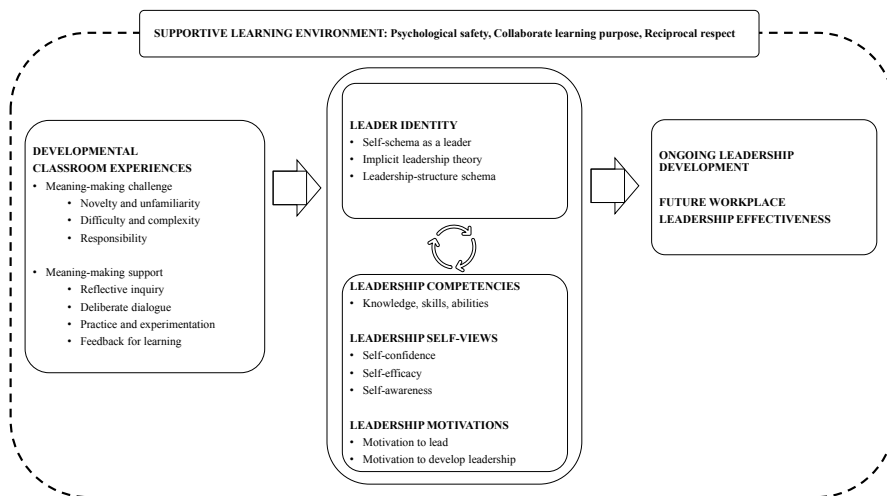 SUPPORTIVE LEARNING ENVIRONMENT: Psychological safety, Collaborate learning purpose, Reciprocal respect
DEVELOPMENTAL
CLASSROOM EXPERIENCES
• Meaning-making challenge
• Novelty and unfamiliarity
• Difficulty and complexity
• Responsibility
• Meaning-making support
• Reflective inquiry
• Deliberate dialogue
• Practice and experimentation
• Feedback for learning
LEADER IDENTITY
• Self-schema as a leader
• Implicit leadership theory
• Leadership-structure schema
LEADERSHIP COMPETENCIES
• Knowledge, skills, abilities
LEADERSHIP SELF-VIEWS
• Self-confidence
• Self-efficacy
• Self-awareness
LEADERSHIP MOTIVATIONS
• Motivation to lead
• Motivation to develop leadership
ONGOING LEADERSHIP
DEVELOPMENT
FUTURE WORKPLACE
LEADERSHIP EFFECTIVENESS